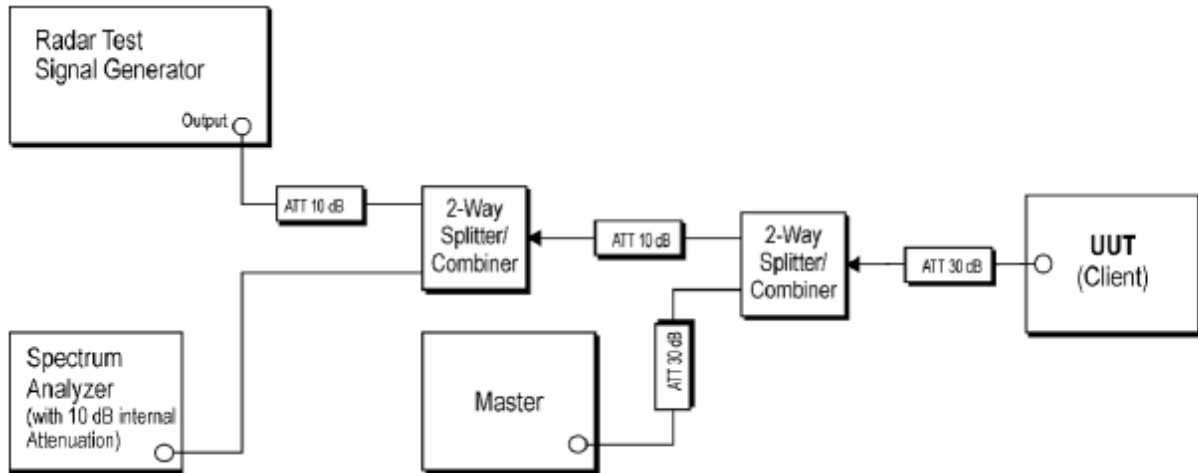 Radar Test
Signal Generator
Output
ATT 10 dB
2-Way
Splitter/
Combiner
ATT 10 dB
2-Way
Splitter/
Combiner
ATT 30 dB
UUT
(Client)
Spectrum
Analyzer
(with 10 dB internal
Attenuation)
Master
ATT 30 dB